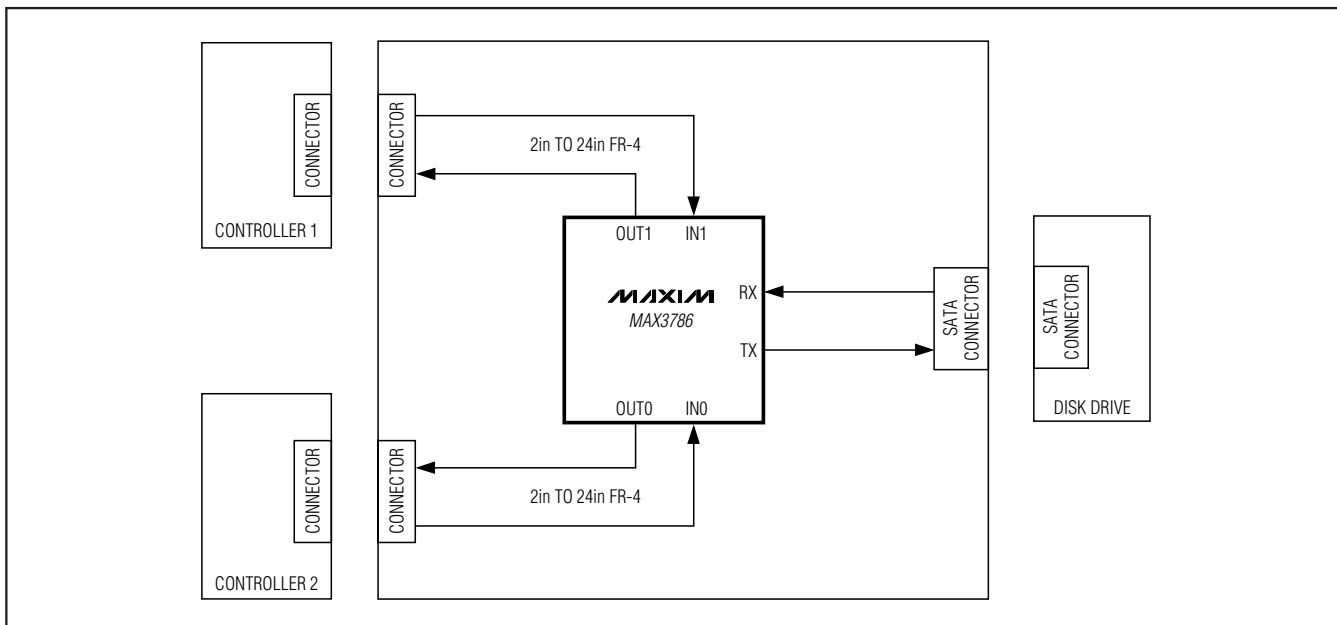 CONNECTOR
CONTROLLER 1
CONNECTOR
2in TO 24in FR-4
OUT1
IN1
MAXIM
MAX3786
RX
TX
OUT0
IN0
SATA
CONNECTOR
SATA
CONNECTOR
DISK DRIVE
CONNECTOR
CONTROLLER 2
CONNECTOR
2in TO 24in FR-4